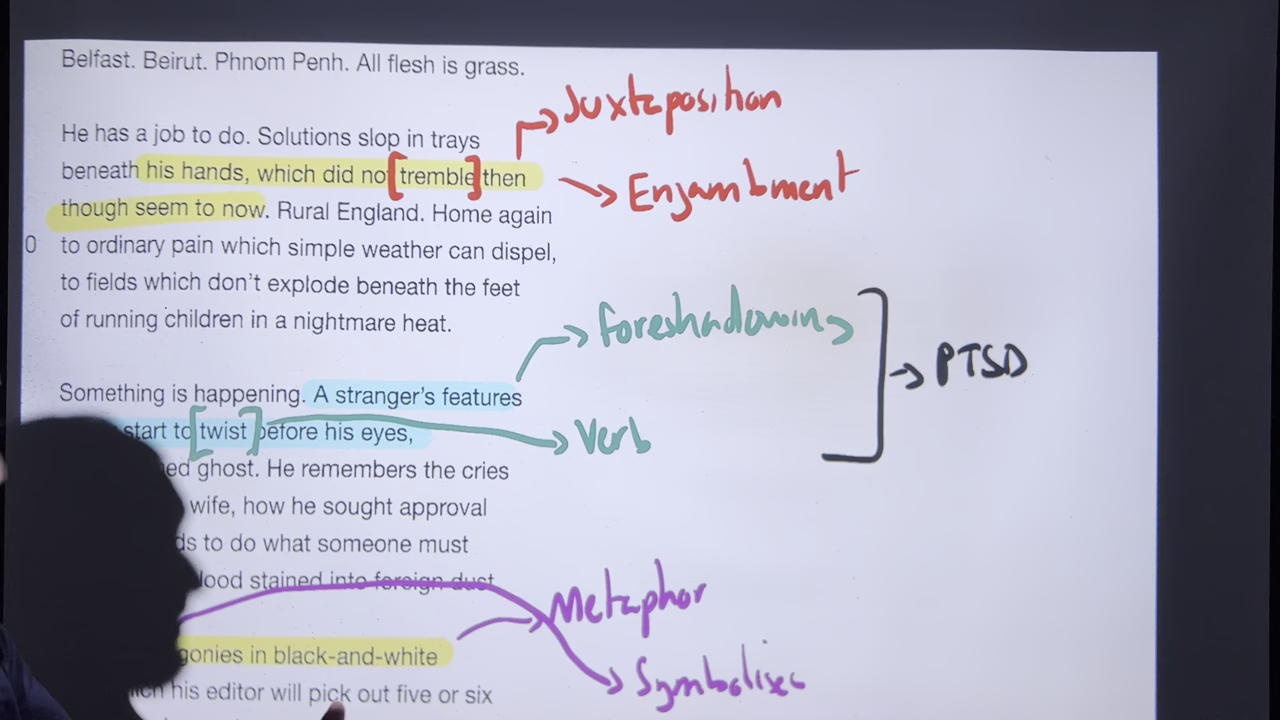 Belfast. Beirut. Phnom Penh. All flesh is grass.
He has a job to do. Solutions slop in trays
beneath his hands, which did not [tremble] then
though seem to now. Rural England. Home again
0 to ordinary pain which simple weather can dispel,
to fields which don't explode beneath the feet
of running children in a nightmare heat.
Something is happening. A stranger's features
start to [twist] before his eyes,
ed ghost. He remembers the cries
wife, how he sought approval
ds to do what someone must
lood stained into foreign dust
gonies in black-and-white
his editor will pick out five or six
Juxtaposition
Enjambment
foreshadowing
Verb
PTSD
Metaphor
Symbolises